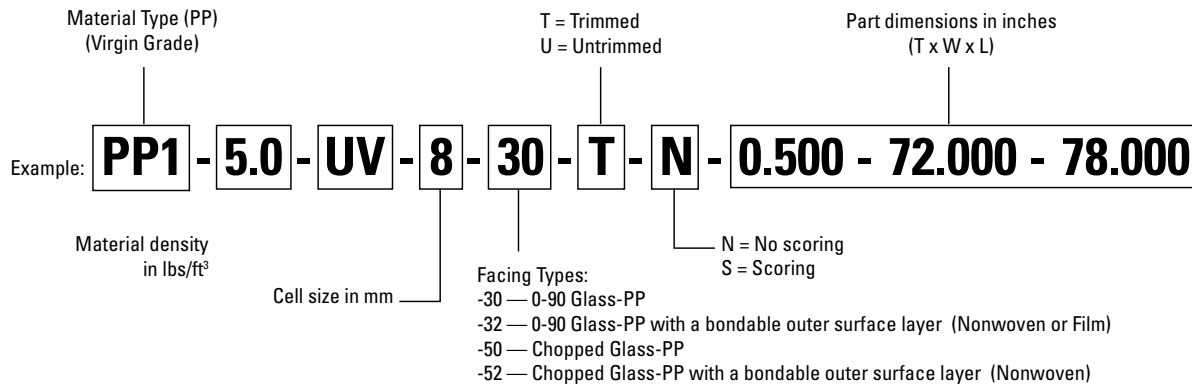 Material Type (PP)
(Virgin Grade)
T = Trimmed
U = Untrimmed
Part dimensions in inches
(T x W x L)
Example: PP1 - 5.0 - UV - 8 - 30 - T - N - 0.500 - 72.000 - 78.000
Material density
in lbs/ft³
Cell size in mm
N = No scoring
S = Scoring
Facing Types:
-30 — 0-90 Glass-PP
-32 — 0-90 Glass-PP with a bondable outer surface layer (Nonwoven or Film)
-50 — Chopped Glass-PP
-52 — Chopped Glass-PP with a bondable outer surface layer (Nonwoven)